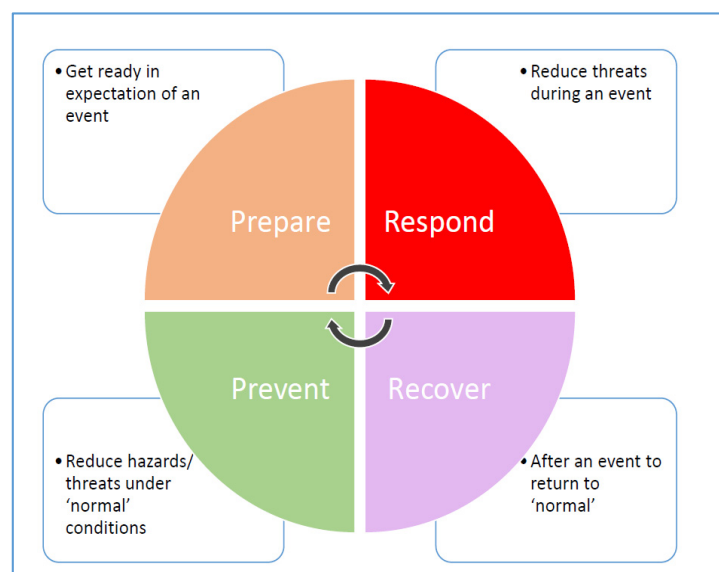 • Get ready in
expectation of an
event
• Reduce threats
during an event
Prepare
Respond
Prevent
Recover
• Reduce hazards/
threats under
‘normal’
conditions
• After an event to
return to
‘normal’